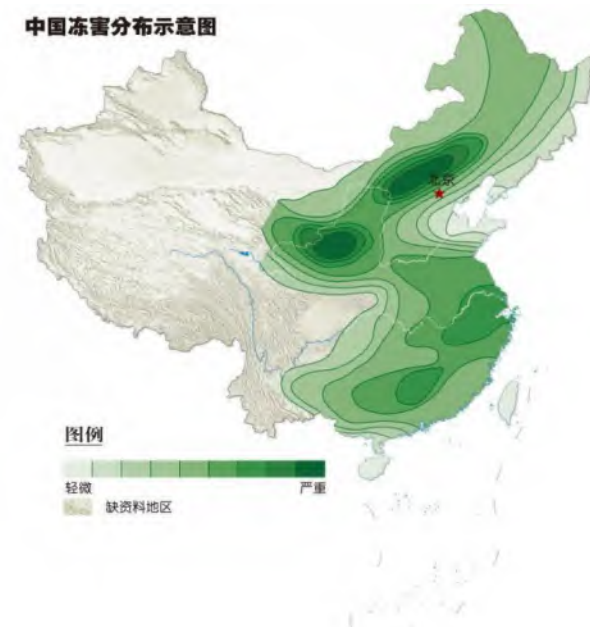 中国冻害分布示意图
北京
图例
轻微
严重
缺资料地区